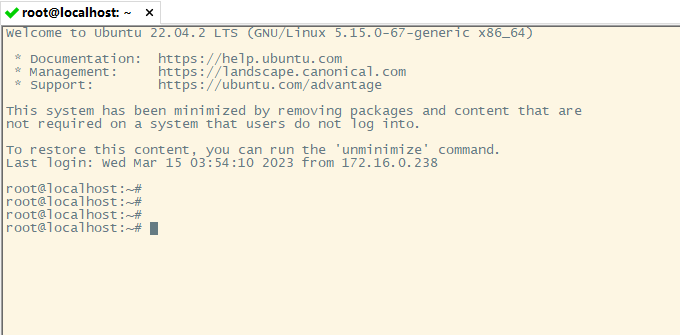 root@localhost: ~ ×
Welcome to Ubuntu 22.04.2 LTS (GNU/Linux 5.15.0-67-generic x86_64)
* Documentation:  https://help.ubuntu.com
* Management:     https://landscape.canonical.com
* Support:        https://ubuntu.com/advantage
This system has been minimized by removing packages and content that are
not required on a system that users do not log into.
To restore this content, you can run the 'unminimize' command.
Last login: Wed Mar 15 03:54:10 2023 from 172.16.0.238
root@localhost:~#
root@localhost:~#
root@localhost:~#
root@localhost:~#